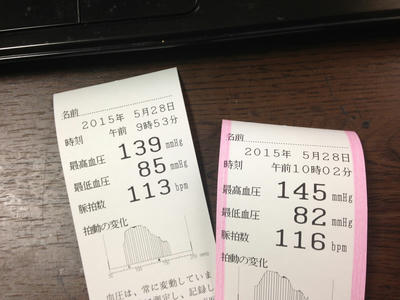 名前
2015年 5月28日
時刻 午前 9時53分
最高血圧 139 mmHg
最低血圧 85 mmHg
脈拍数 113 bpm
拍動の変化
血圧は、常に変動していま
名前
2015年 5月28日
時刻 午前10時02分
最高血圧 145 mmHg
最低血圧 82 mmHg
脈拍数 116 bpm
拍動の変化